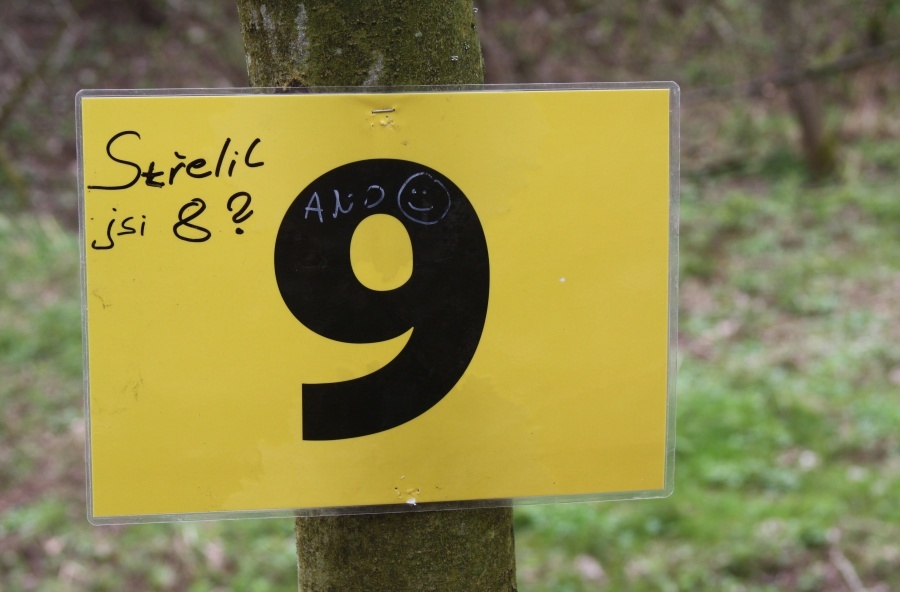 Střelil
jsi 8?
ANO
9